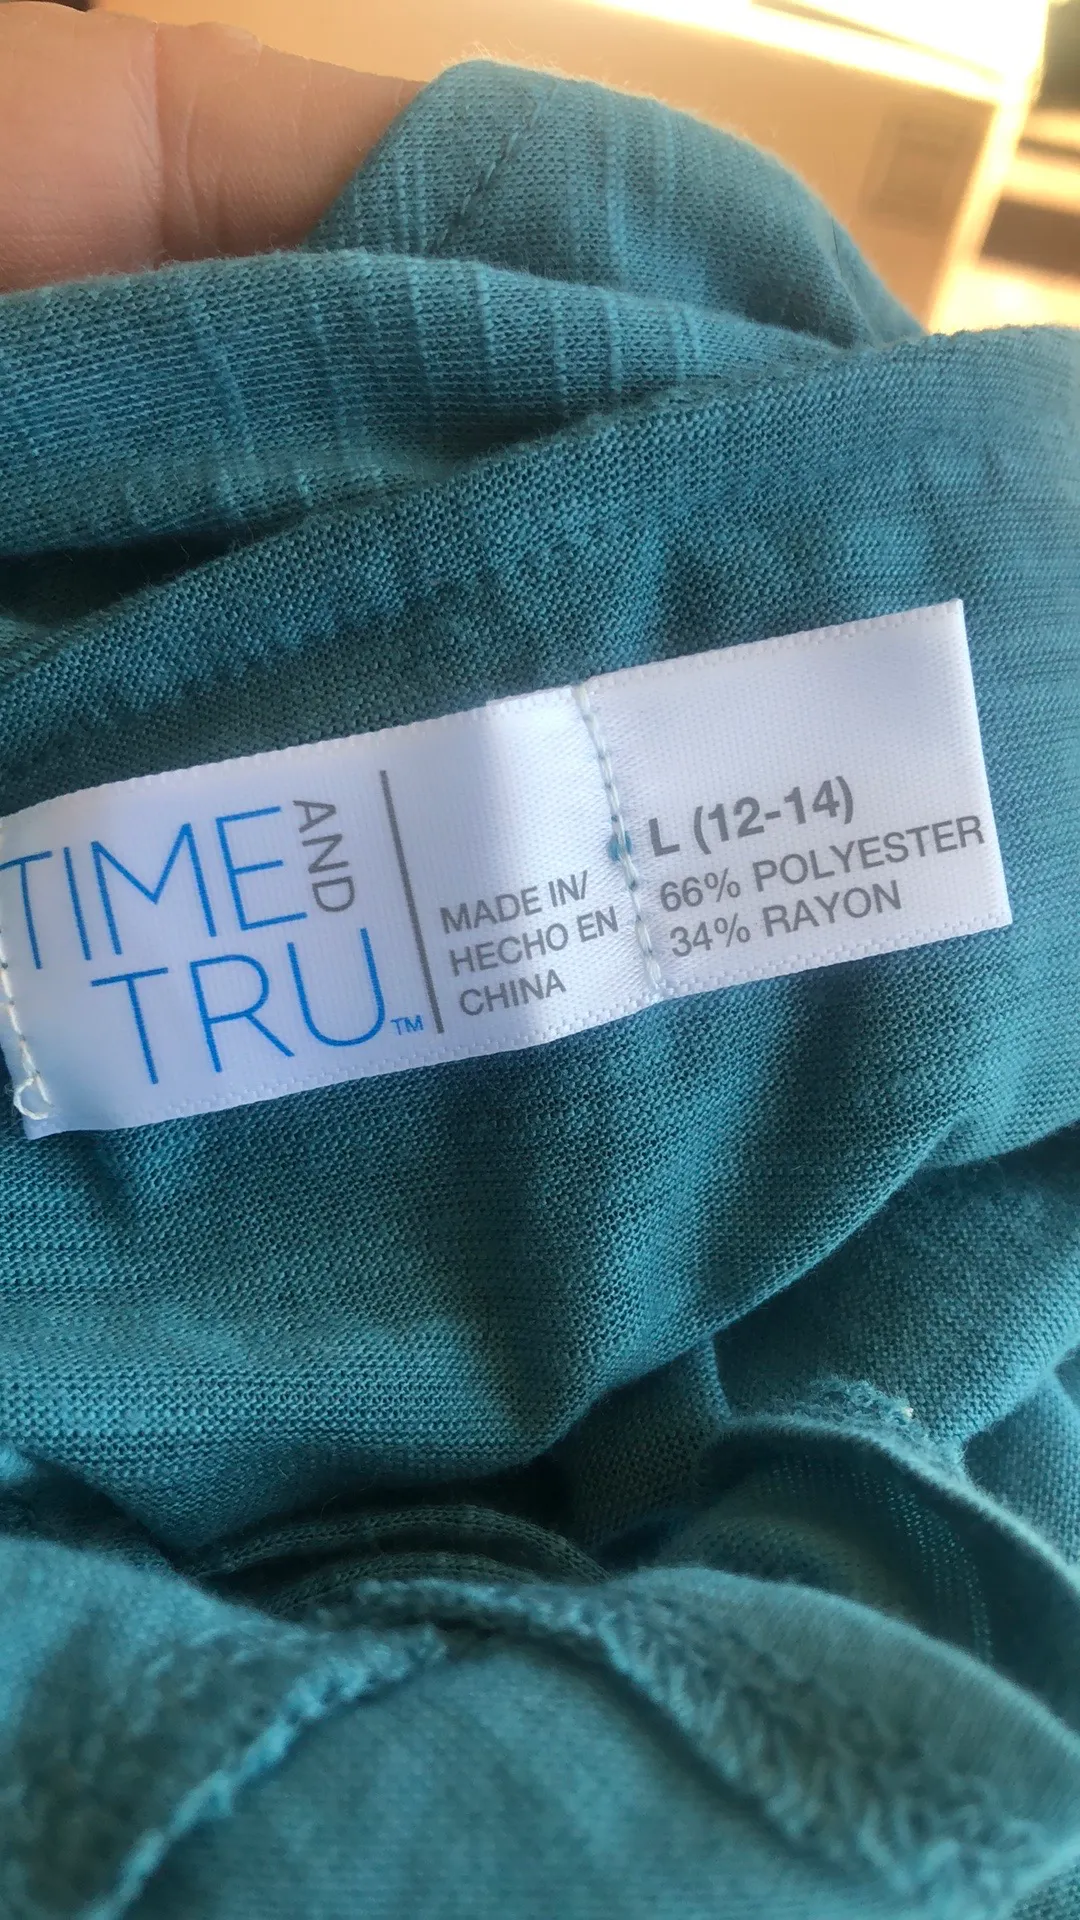 TIME AND
TRU™
MADE IN/
HECHO EN
CHINA
L (12-14)
66% POLYESTER
34% RAYON